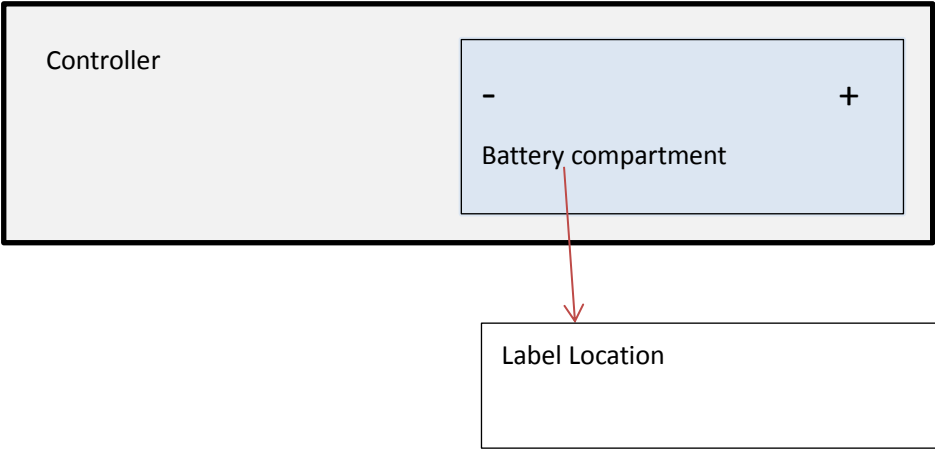 Controller
- +
Battery compartment
Label Location